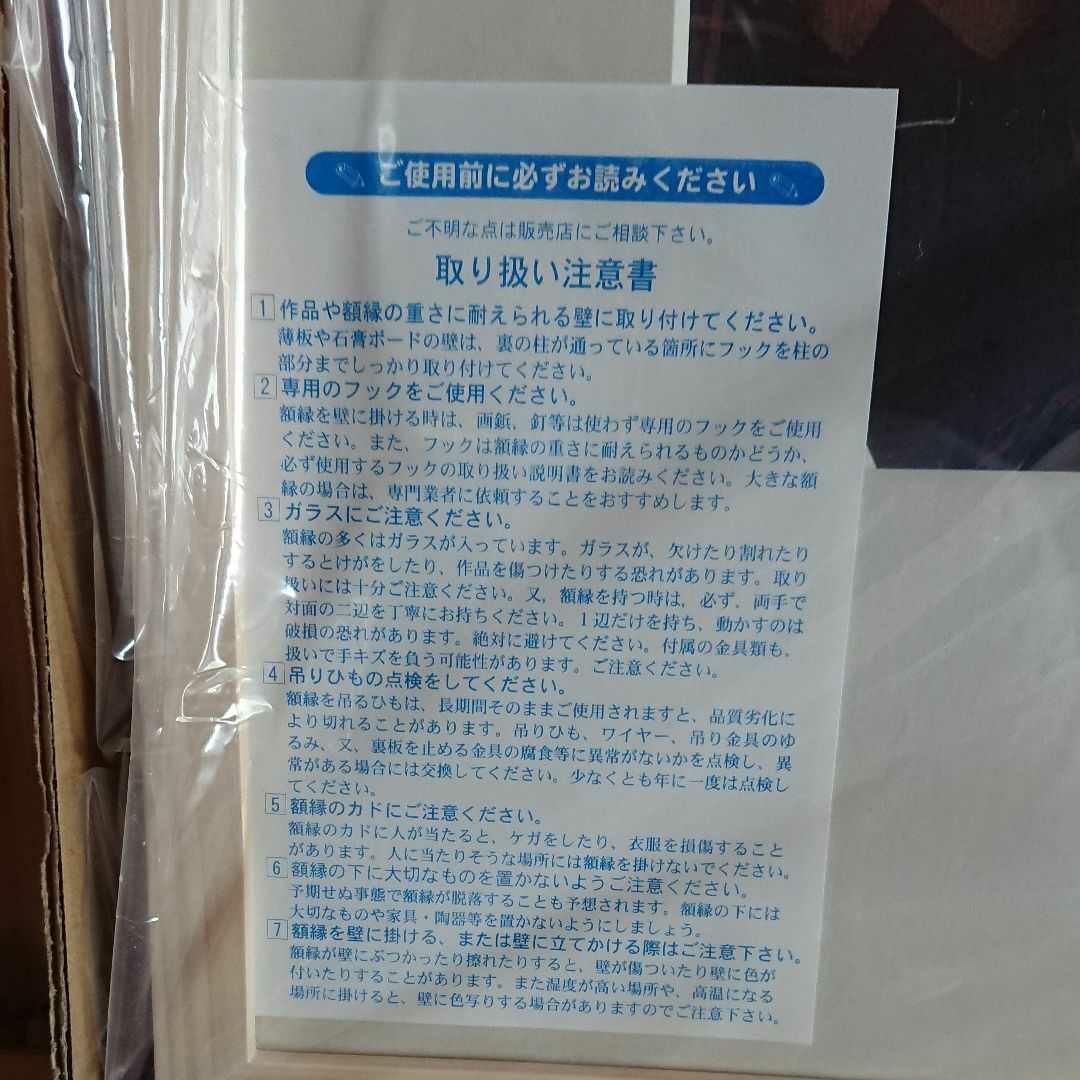 ご使用前に必ずお読みください
ご不明な点は販売店にご相談下さい。
取り扱い注意書
1 作品や額縁の重さに耐えられる壁に取り付けてください。
薄板や石膏ボードの壁は、裏の柱が通っている箇所にフックを柱の
部分までしっかり取り付けてください。
2 専用のフックをご使用ください。
額縁を壁に掛ける時は、画鋲、釘等は使わず専用のフックをご使用
ください。また、フックは額縁の重さに耐えられるものかどうか、
必ず使用するフックの取り扱い説明書をお読みください。大きな額
縁の場合は、専門業者に依頼することをおすすめします。
3 ガラスにご注意ください。
額縁の多くはガラスが入っています。ガラスが、欠けたり割れたり
するとけがをしたり、作品を傷つけたりする恐れがあります。取り
扱いには十分ご注意ください。又、額縁を持つ時は、必ず、両手で
対面の二辺を丁寧にお持ちください。1辺だけを持ち、動かすのは
破損の恐れがあります。絶対に避けてください。付属の金具類も、
扱いで手キズを負う可能性があります。ご注意ください。
4 吊りひもの点検をしてください。
額縁を吊るひもは、長期間そのままご使用されますと、品質劣化に
より切れることがあります。吊りひも、ワイヤー、吊り金具のゆ
るみ、又、裏板を止める金具の腐食等に異常がないかを点検し、異
常がある場合には交換してください。少なくとも年に一度は点検し
てください。
5 額縁のカドにご注意ください。
額縁のカドに人が当たると、ケガをしたり、衣服を損傷すること
があります。人に当たりそうな場所には額縁を掛けないでください。
6 額縁の下に大切なものを置かないようご注意ください。
予期せぬ事態で額縁が脱落することも予想されます。額縁の下には
大切なものや家具・陶器等を置かないようにしましょう。
7 額縁を壁に掛ける、または壁に立てかける際はご注意下さい。
額縁が壁にぶつかったり擦れたりすると、壁が傷ついたり壁に色が
付いたりすることがあります。また湿度が高い場所や、高温になる
場所に掛けると、壁に色写りする場合がありますのでご注意下さい。